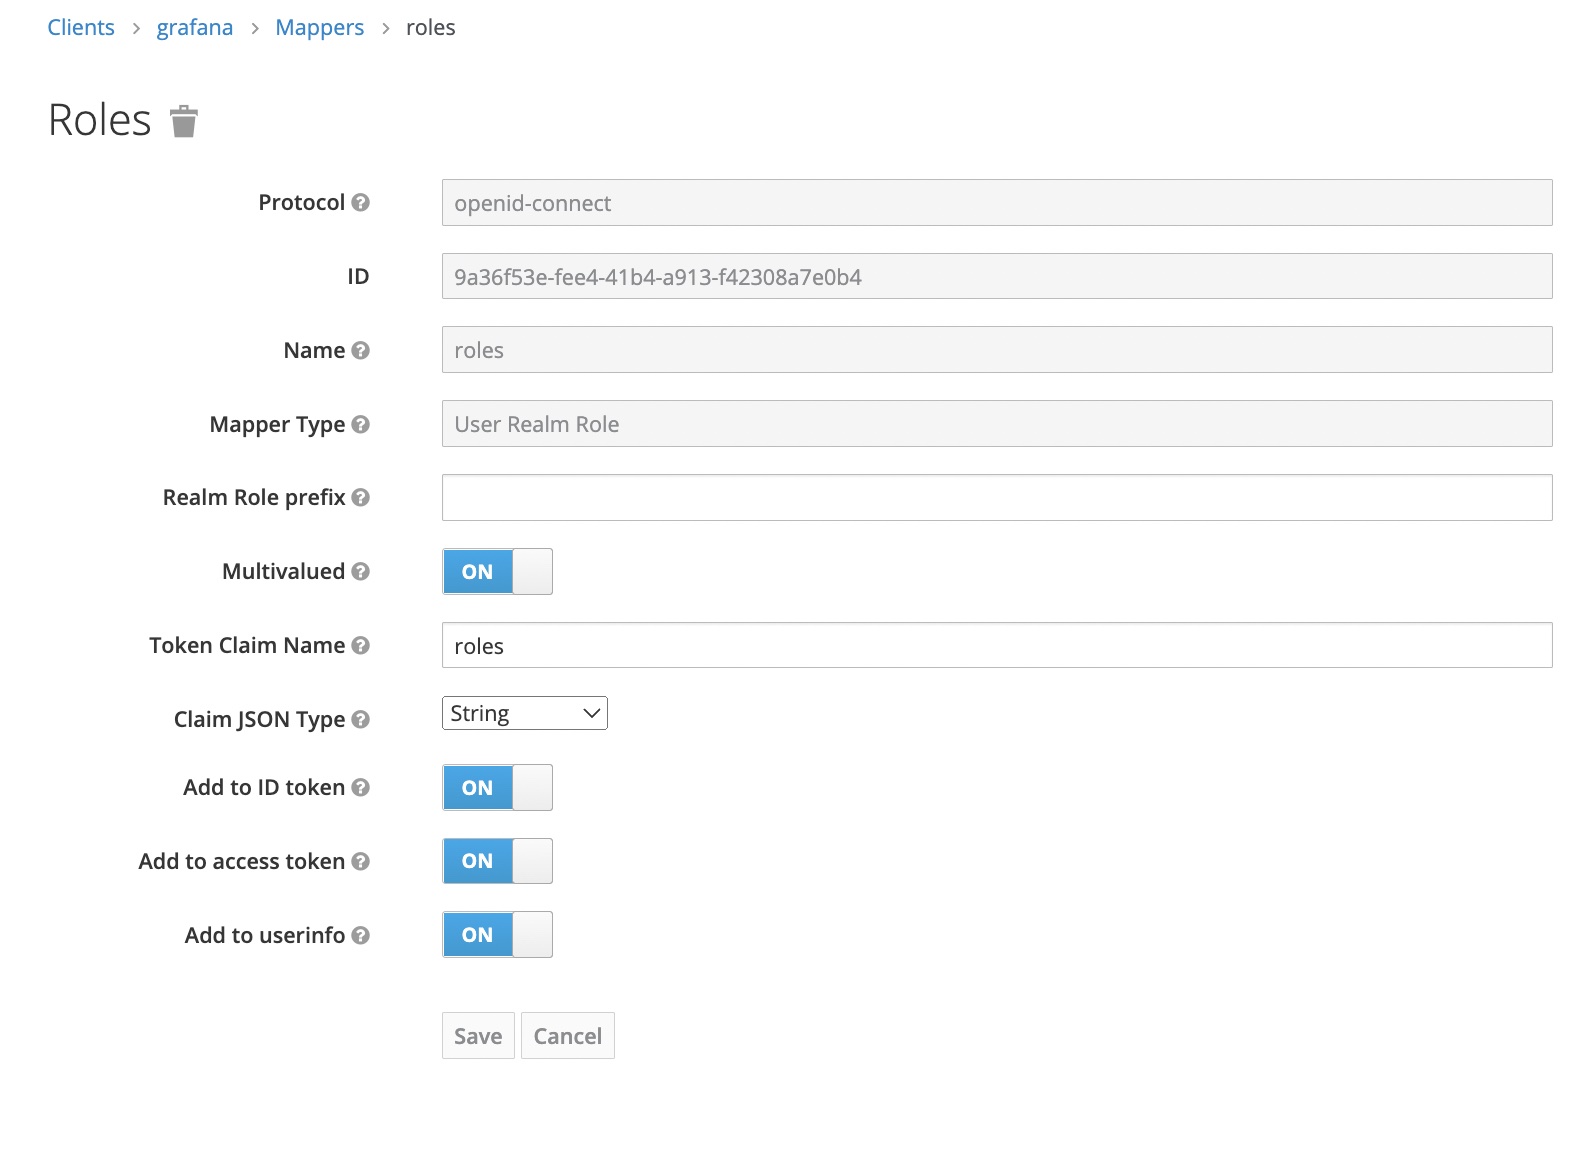 Clients > grafana > Mappers > roles
Roles
Protocol openid-connect
ID 9a36f53e-fee4-41b4-a913-f42308a7e0b4
Name roles
Mapper Type User Realm Role
Realm Role prefix
Multivalued ON
Token Claim Name roles
Claim JSON Type String
Add to ID token ON
Add to access token ON
Add to userinfo ON
Save Cancel